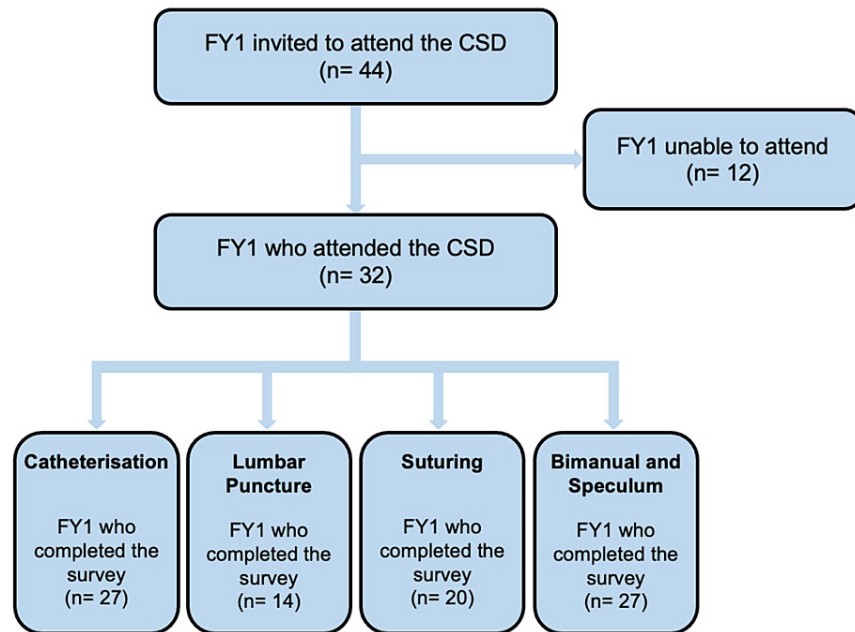 FY1 invited to attend the CSD
(n= 44)
FY1 unable to attend
(n= 12)
FY1 who attended the CSD
(n= 32)
Catheterisation
FY1 who
completed the
survey
(n= 27)
Lumbar
Puncture
FY1 who
completed the
survey
(n= 14)
Suturing
FY1 who
completed the
survey
(n= 20)
Bimanual and
Speculum
FY1 who
completed the
survey
(n= 27)